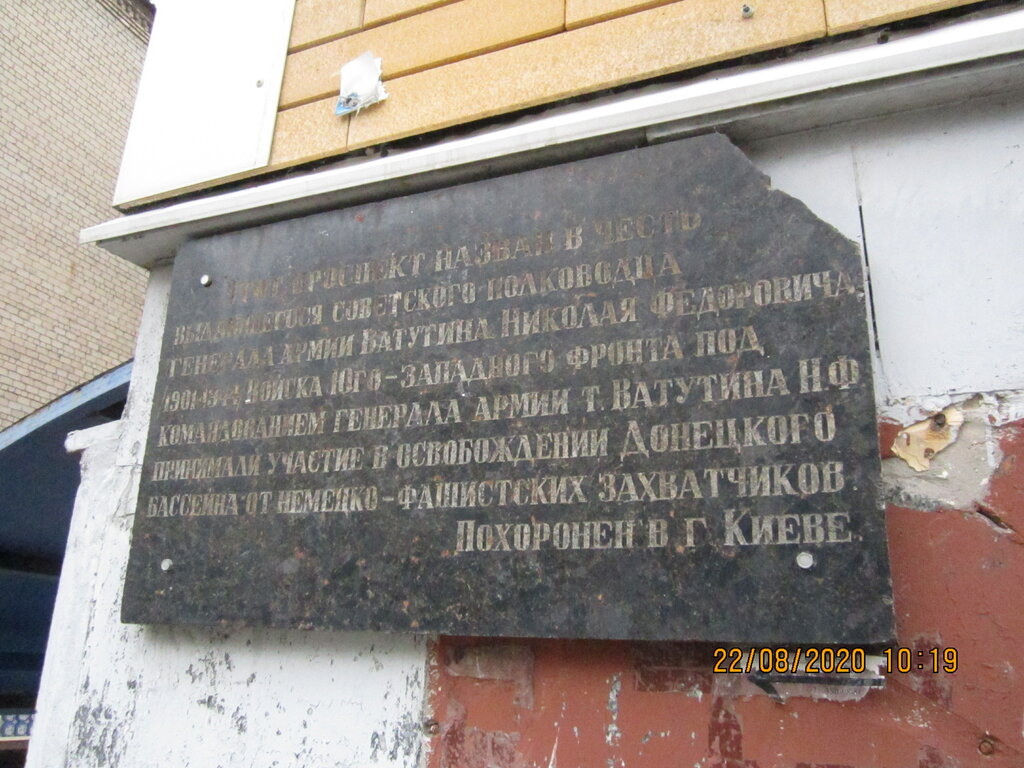 Этот проспект назван в честь
выдающегося советского полководца
генерала армии Ватутина Николая Федоровича.
1901-1944 Войска Юго-Западного фронта под
командованием генерала армии т. Ватутина Н.Ф
принимали участие в освобождении Донецкого
бассейна от немецко-фашистских захватчиков
Похоронен в г Киеве.
22/08/2020 10:19